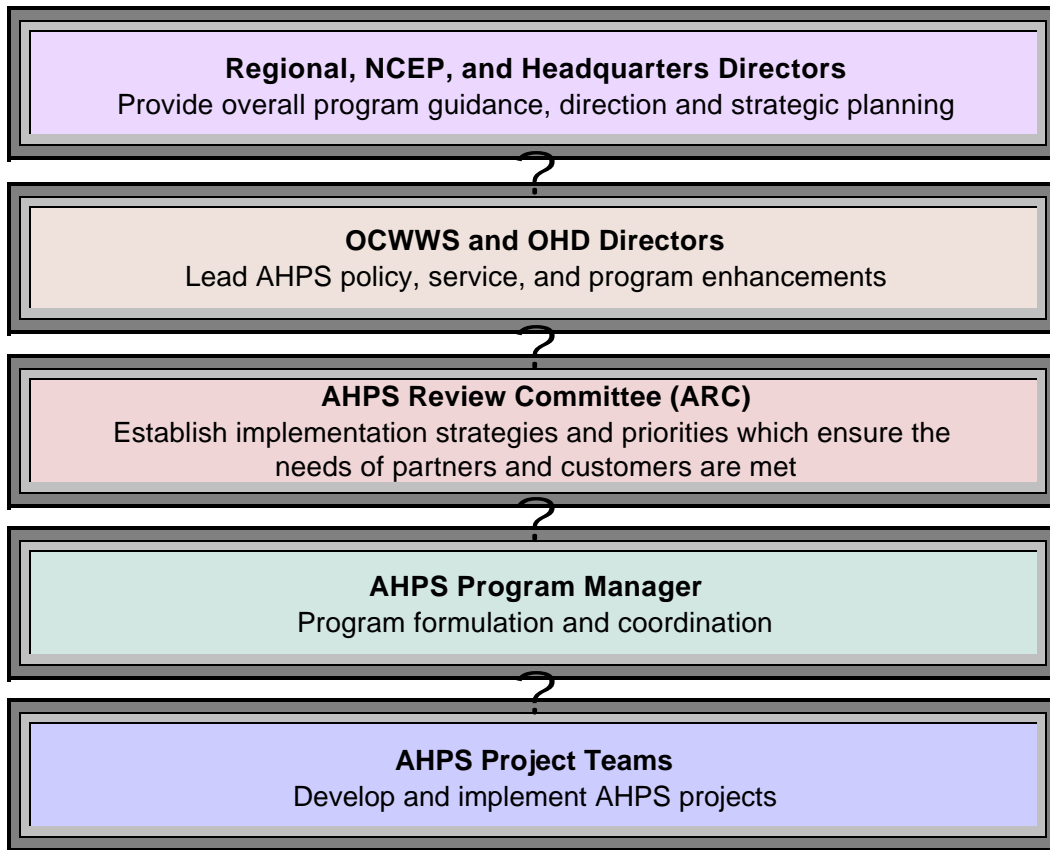 Regional, NCEP, and Headquarters Directors
Provide overall program guidance, direction and strategic planning
?
OCWWS and OHD Directors
Lead AHPS policy, service, and program enhancements
?
AHPS Review Committee (ARC)
Establish implementation strategies and priorities which ensure the
needs of partners and customers are met
?
AHPS Program Manager
Program formulation and coordination
?
AHPS Project Teams
Develop and implement AHPS projects